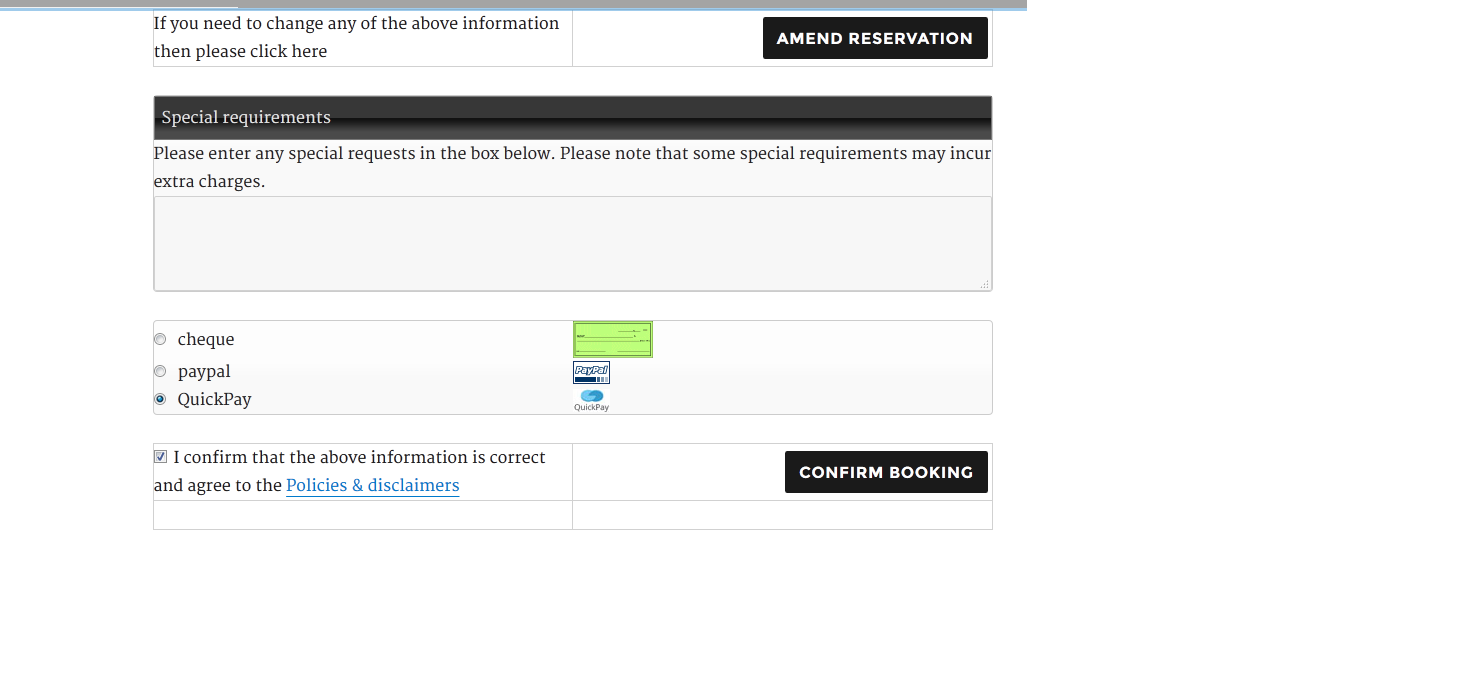 If you need to change any of the above information
then please click here
AMEND RESERVATION
Special requirements
Please enter any special requests in the box below. Please note that some special requirements may incur
extra charges.
cheque
paypal
PayPal
QuickPay
QuickPay
I confirm that the above information is correct
and agree to the Policies & disclaimers
CONFIRM BOOKING